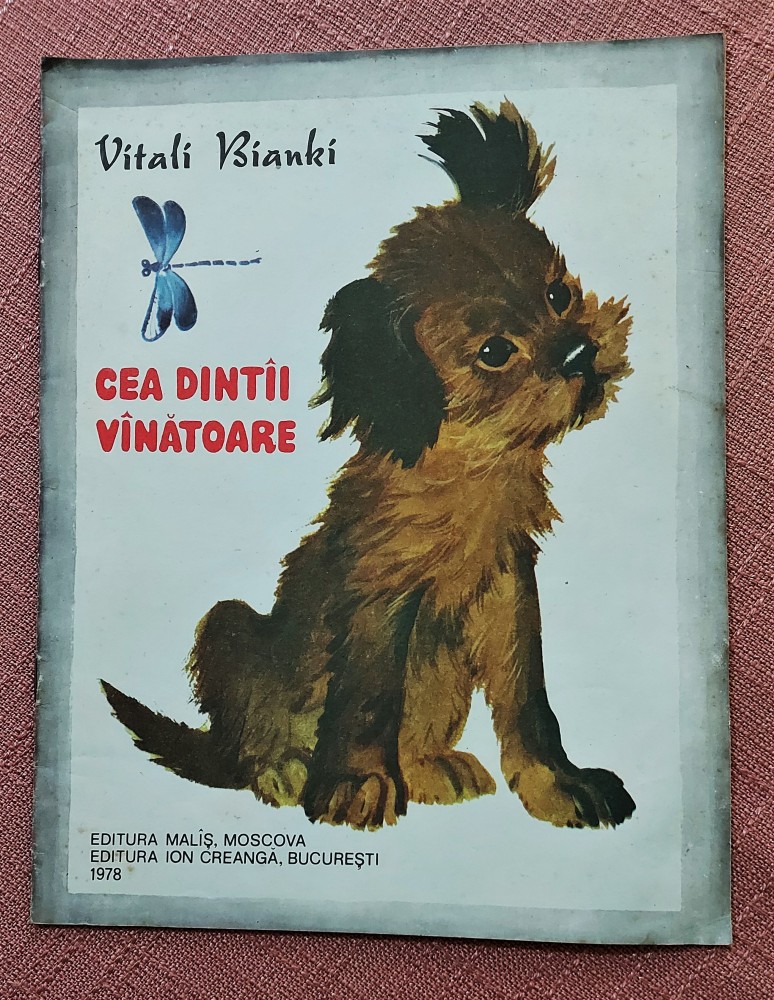 Vitali Bianki
CEA DINTÎI
VÎNĂTOARE
EDITURA MALÎŞ, MOSCOVA
EDITURA ION CREANGĂ, BUCUREŞTI
1978